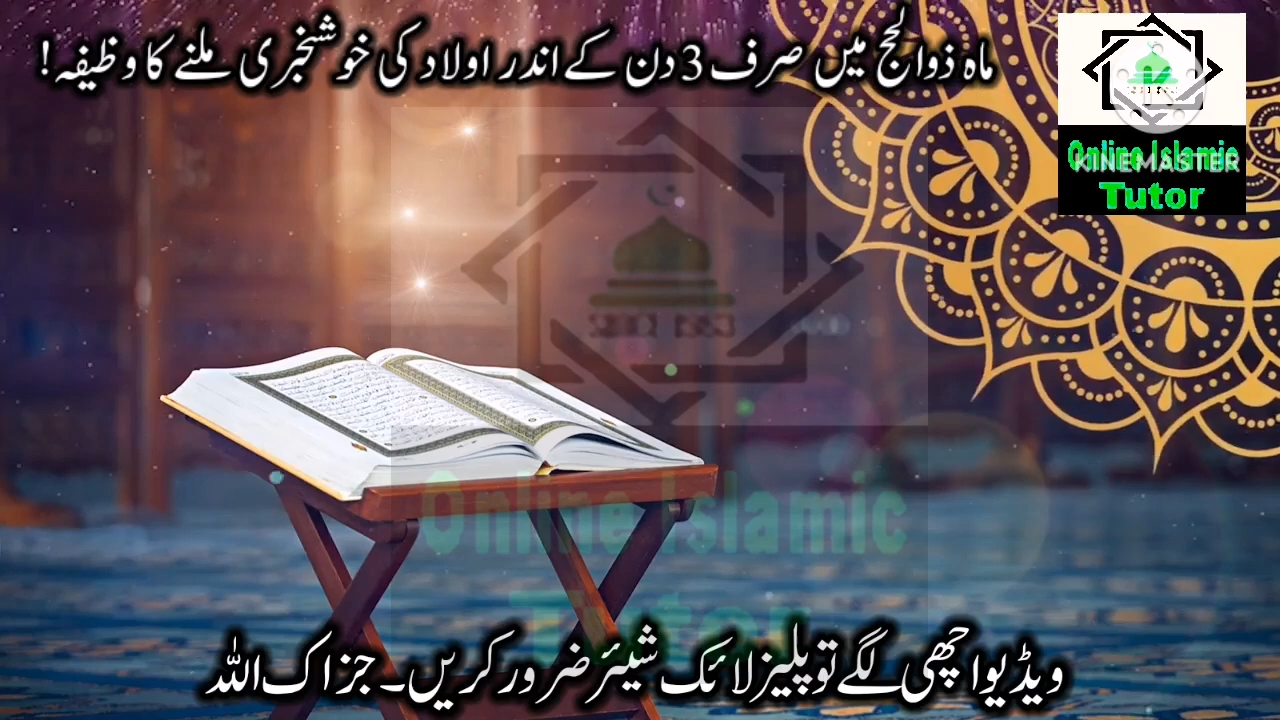 ماہ ذوالحج میں صرف 3 دن کے اندر اولاد کی خوشخبری ملنے کا وظیفہ!
Online Islamic
KINEMASTER
Tutor
Online Islamic
Tutor
ویڈیو اچھی لگے تو پلیز لائک شیئر ضرور کریں۔ جزاک اللہ